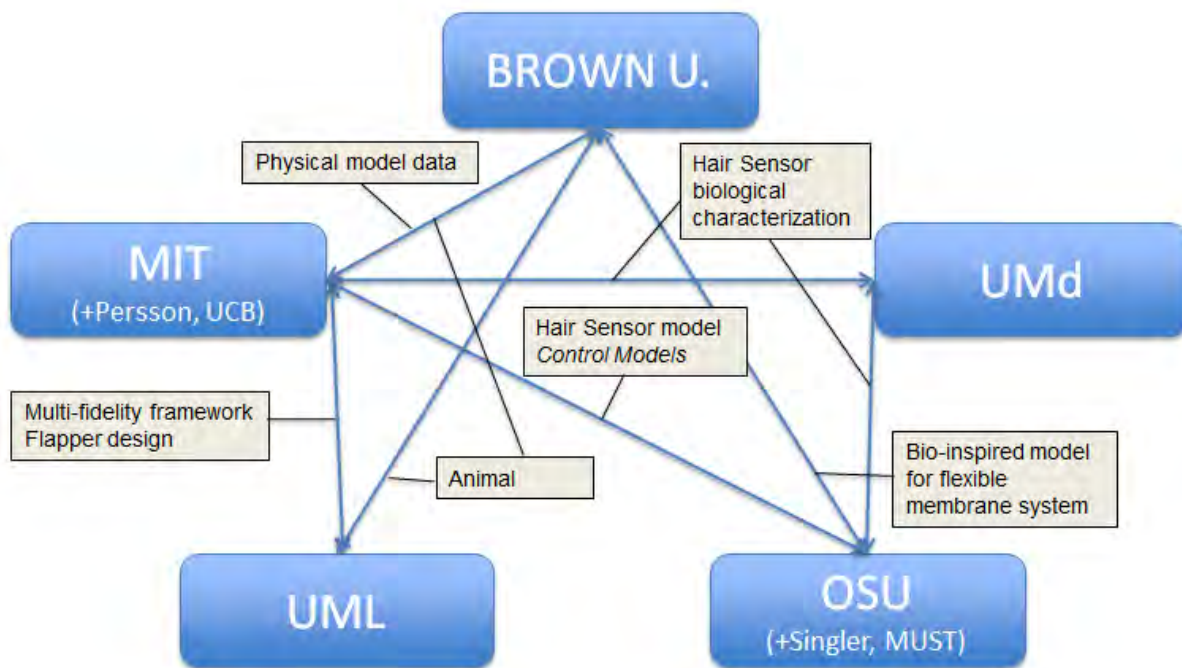 BROWN U.
Physical model data
Hair Sensor
biological
characterization
MIT
(+Persson, UCB)
UMd
Hair Sensor model
Control Models
Multi-fidelity framework
Flapper design
Animal
Bio-inspired model
for flexible
membrane system
UML
OSU
(+Singler, MUST)